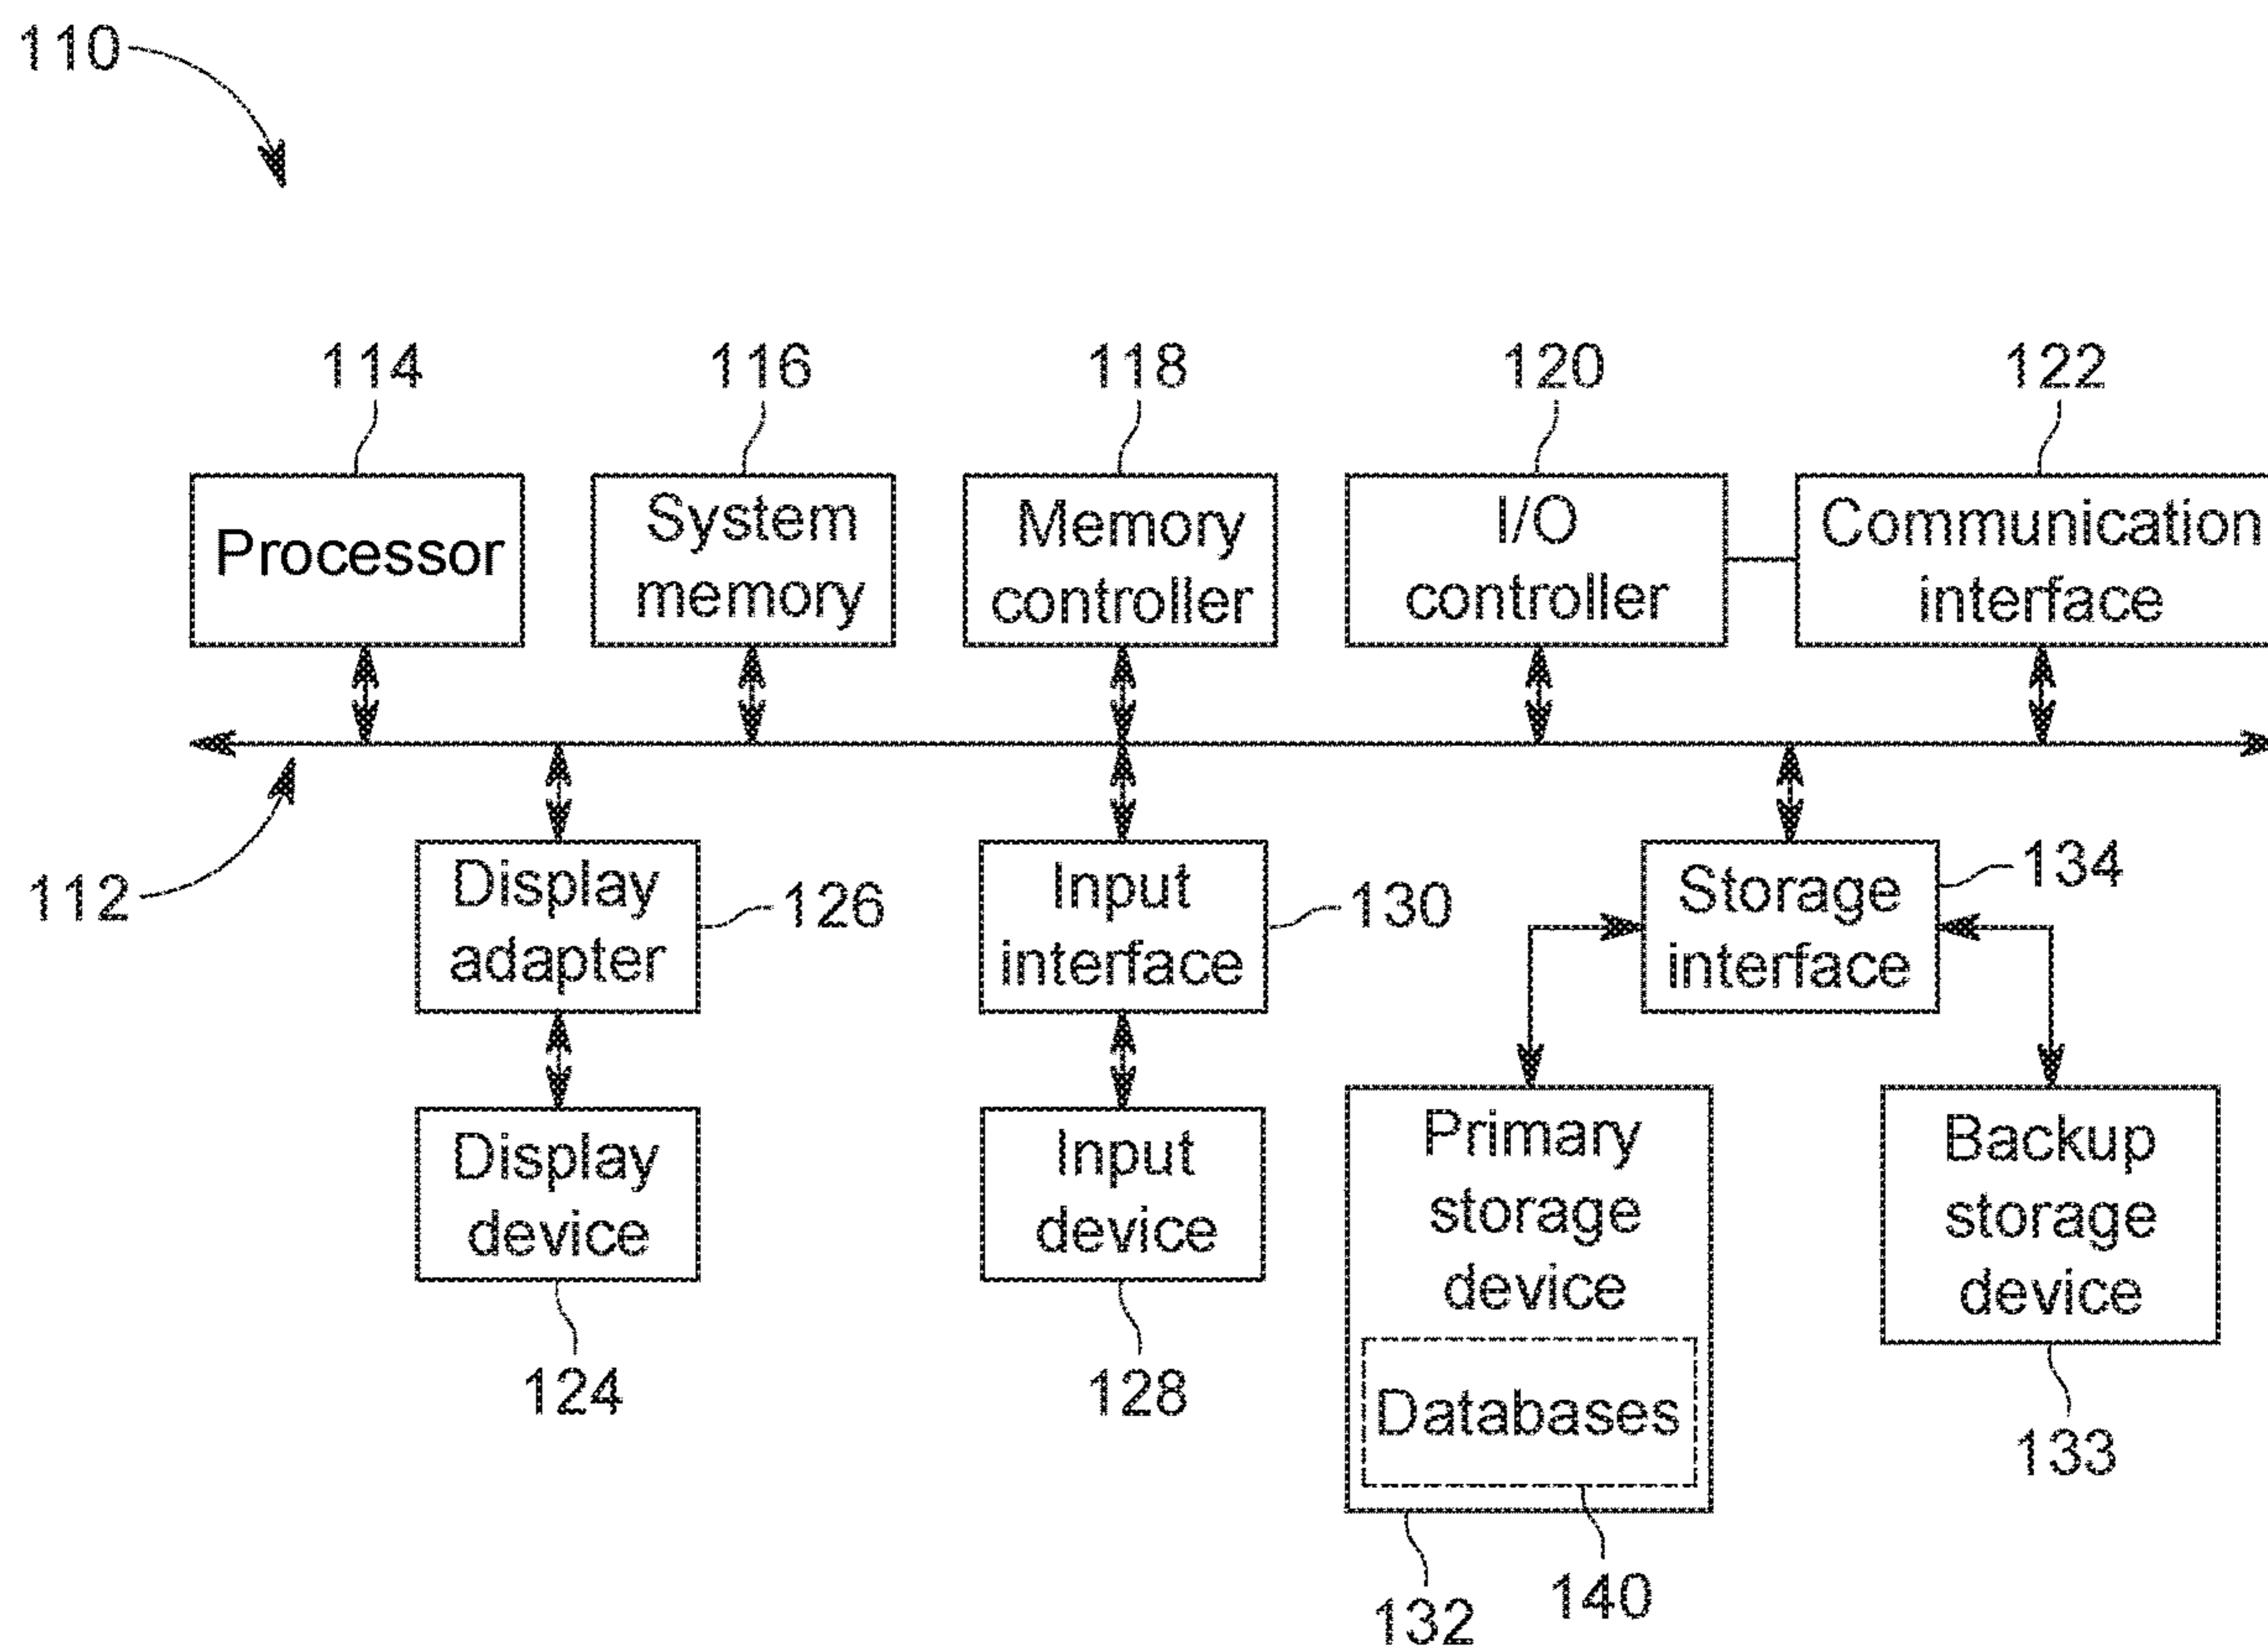 110
114
116
118
120
122
Processor
System
memory
Memory
controller
I/O
controller
Communication
interface
112
Display
adapter
126
Input
interface
130
Storage
interface
134
Display
device
124
Input
device
128
Primary
storage
device
Databases
132
140
Backup
storage
device
133